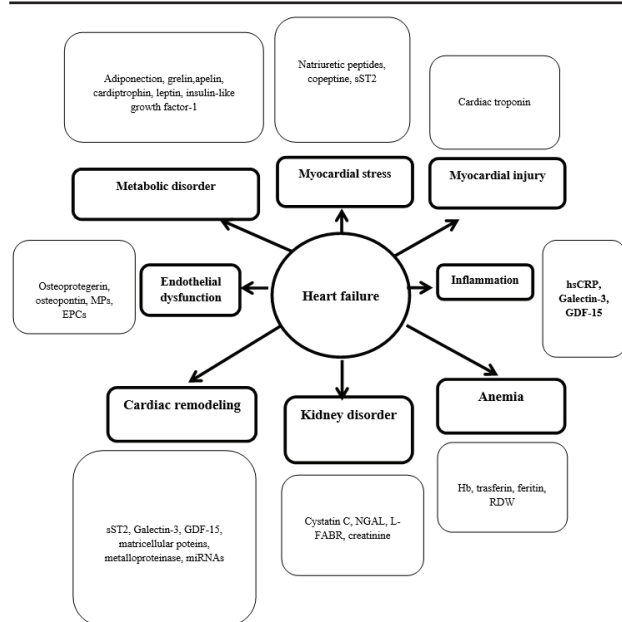 Adiponection, grelin,apelin,
cardiptrophin, leptin, insulin-like
growth factor-1
Natriuretic peptides,
copeptine, sST2
Cardiac troponin
Metabolic disorder
Myocardial stress
Myocardial injury
Osteoprotegerin,
osteopontin, MPs,
EPCs
Endothelial
dysfunction
Heart failure
Inflammation
hsCRP,
Galectin-3,
GDF-15
Cardiac remodeling
Kidney disorder
Anemia
sST2, Galectin-3, GDF-15,
matricellular poteins,
metalloproteinase, miRNAs
Cystatin C, NGAL, L-
FABR, creatinine
Hb, trasferin, feritin,
RDW